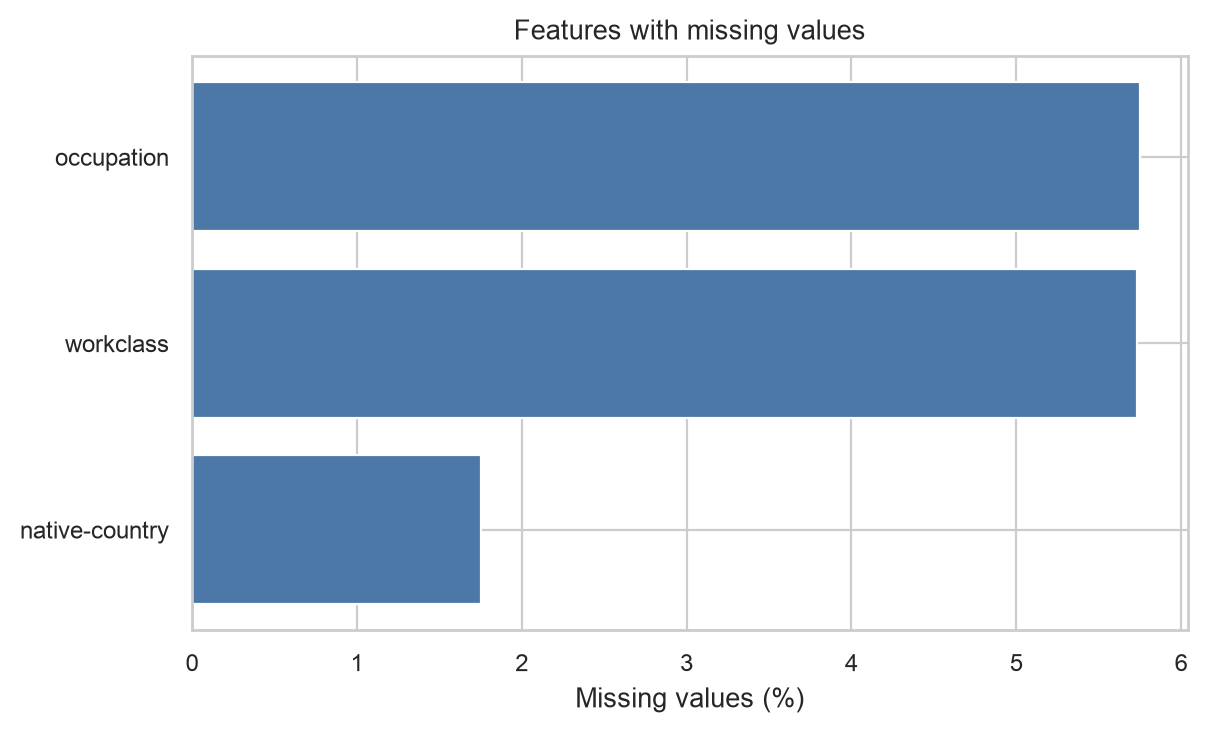 Features with missing values
occupation
workclass
native-country
0 1 2 3 4 5 6
Missing values (%)